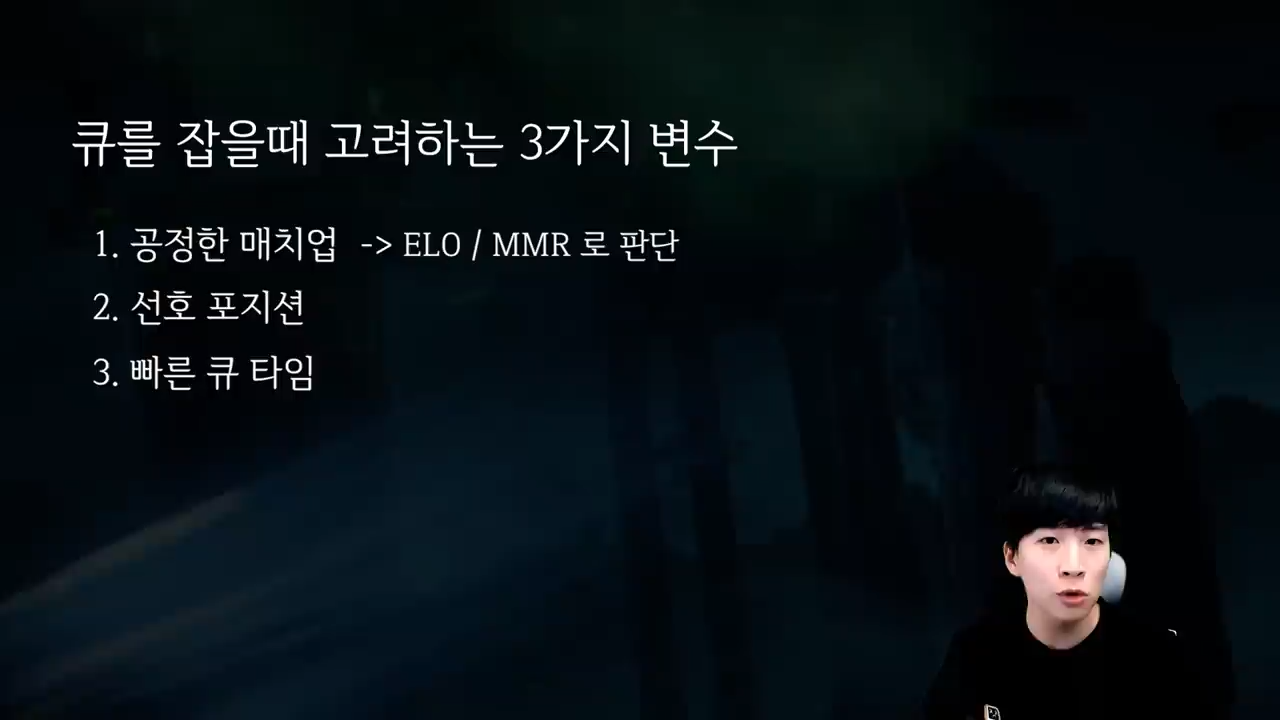 큐를 잡을때 고려하는 3가지 변수
1. 공정한 매치업 -> ELO / MMR 로 판단
2. 선호 포지션
3. 빠른 큐 타임